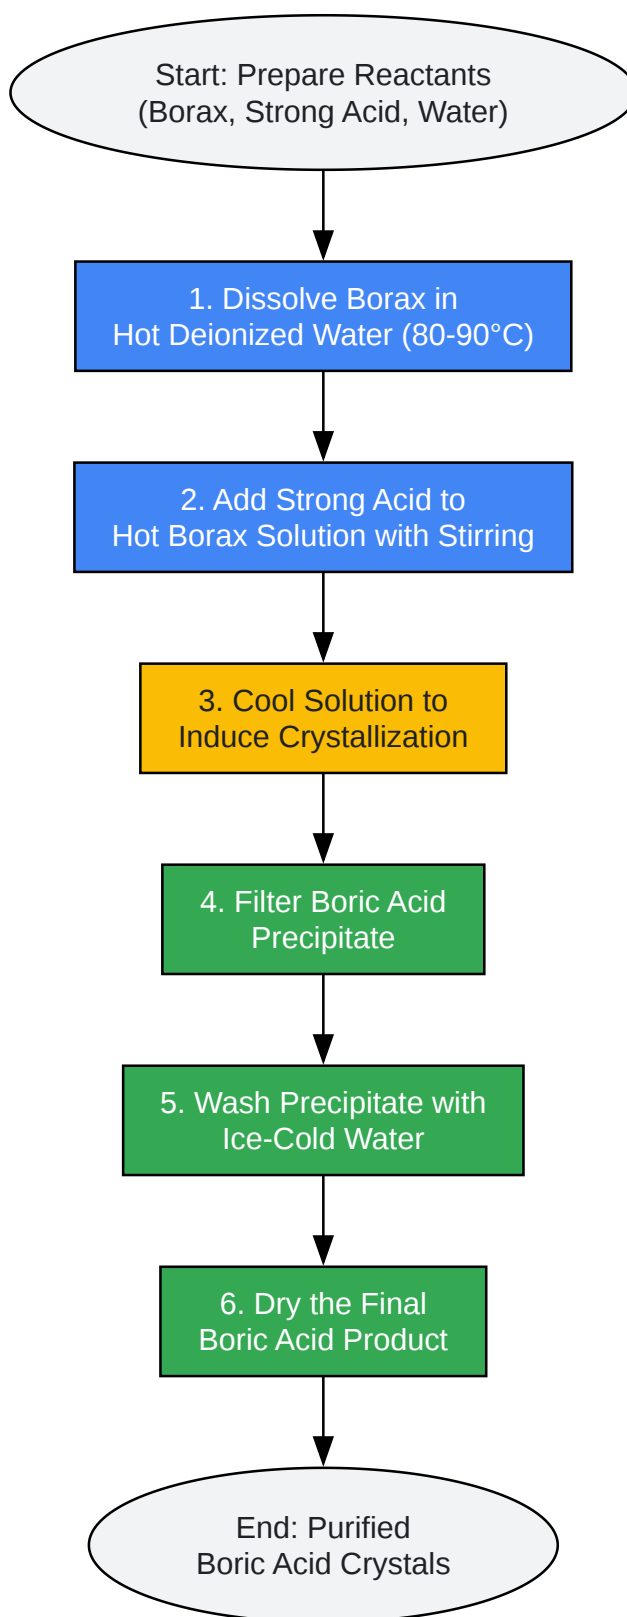 Start: Prepare Reactants
(Borax, Strong Acid, Water)
1. Dissolve Borax in
Hot Deionized Water (80-90°C)
2. Add Strong Acid to
Hot Borax Solution with Stirring
3. Cool Solution to
Induce Crystallization
4. Filter Boric Acid
Precipitate
5. Wash Precipitate with
Ice-Cold Water
6. Dry the Final
Boric Acid Product
End: Purified
Boric Acid Crystals